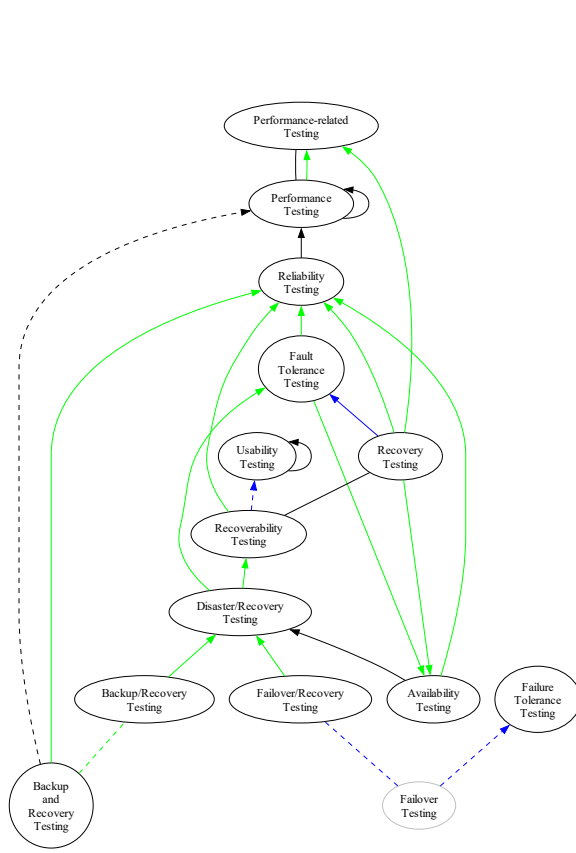 Performance-related
Testing
Performance
Testing
Reliability
Testing
Fault
Tolerance
Testing
Usability
Testing
Recovery
Testing
Recoverability
Testing
Disaster/Recovery
Testing
Backup/Recovery
Testing
Failover/Recovery
Testing
Availability
Testing
Failure
Tolerance
Testing
Backup
and
Recovery
Testing
Failover
Testing